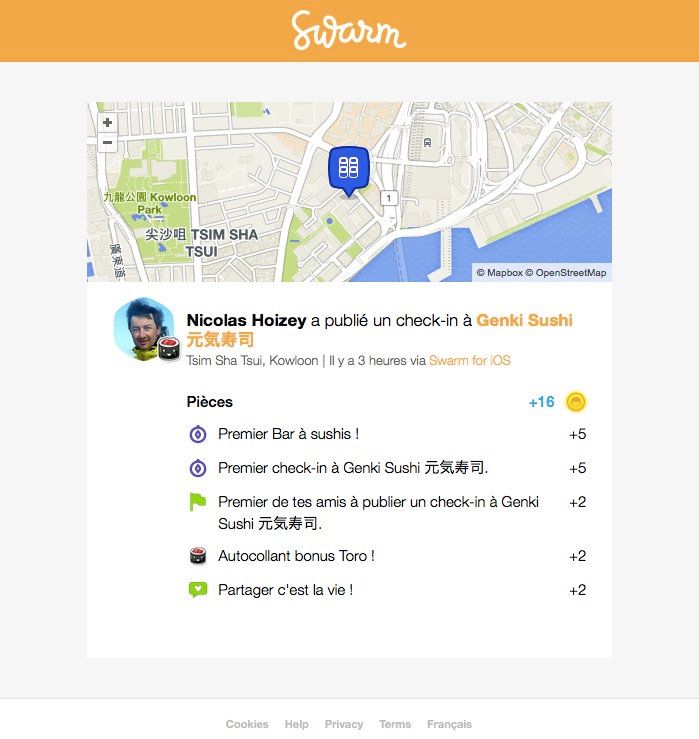 Swarm
+
−
九龍公園 Kowloon
Park
尖沙咀 TSIM SHA
TSUI
廣東道
1
© Mapbox © OpenStreetMap
Nicolas Hoizey a publié un check-in à Genki Sushi
元気寿司
Tsim Sha Tsui, Kowloon | Il y a 3 heures via Swarm for iOS
Pièces +16
Premier Bar à sushis ! +5
Premier check-in à Genki Sushi 元気寿司. +5
Premier de tes amis à publier un check-in à Genki +2
Sushi 元気寿司.
Autocollant bonus Toro ! +2
Partager c'est la vie ! +2
Cookies Help Privacy Terms Français